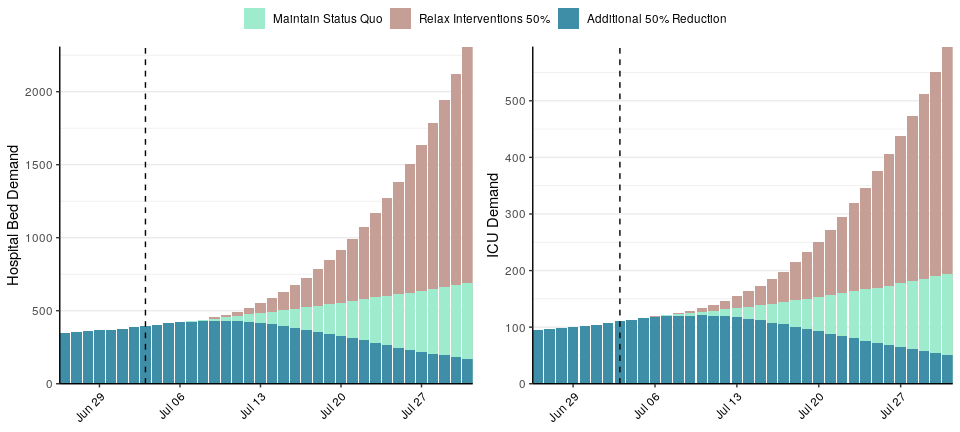 Maintain Status Quo Relax Interventions 50% Additional 50% Reduction
Hospital Bed Demand
2000
1500
1000
500
0
Jun 29 Jul 06 Jul 13 Jul 20 Jul 27
ICU Demand
500
400
300
200
100
0
Jun 29 Jul 06 Jul 13 Jul 20 Jul 27